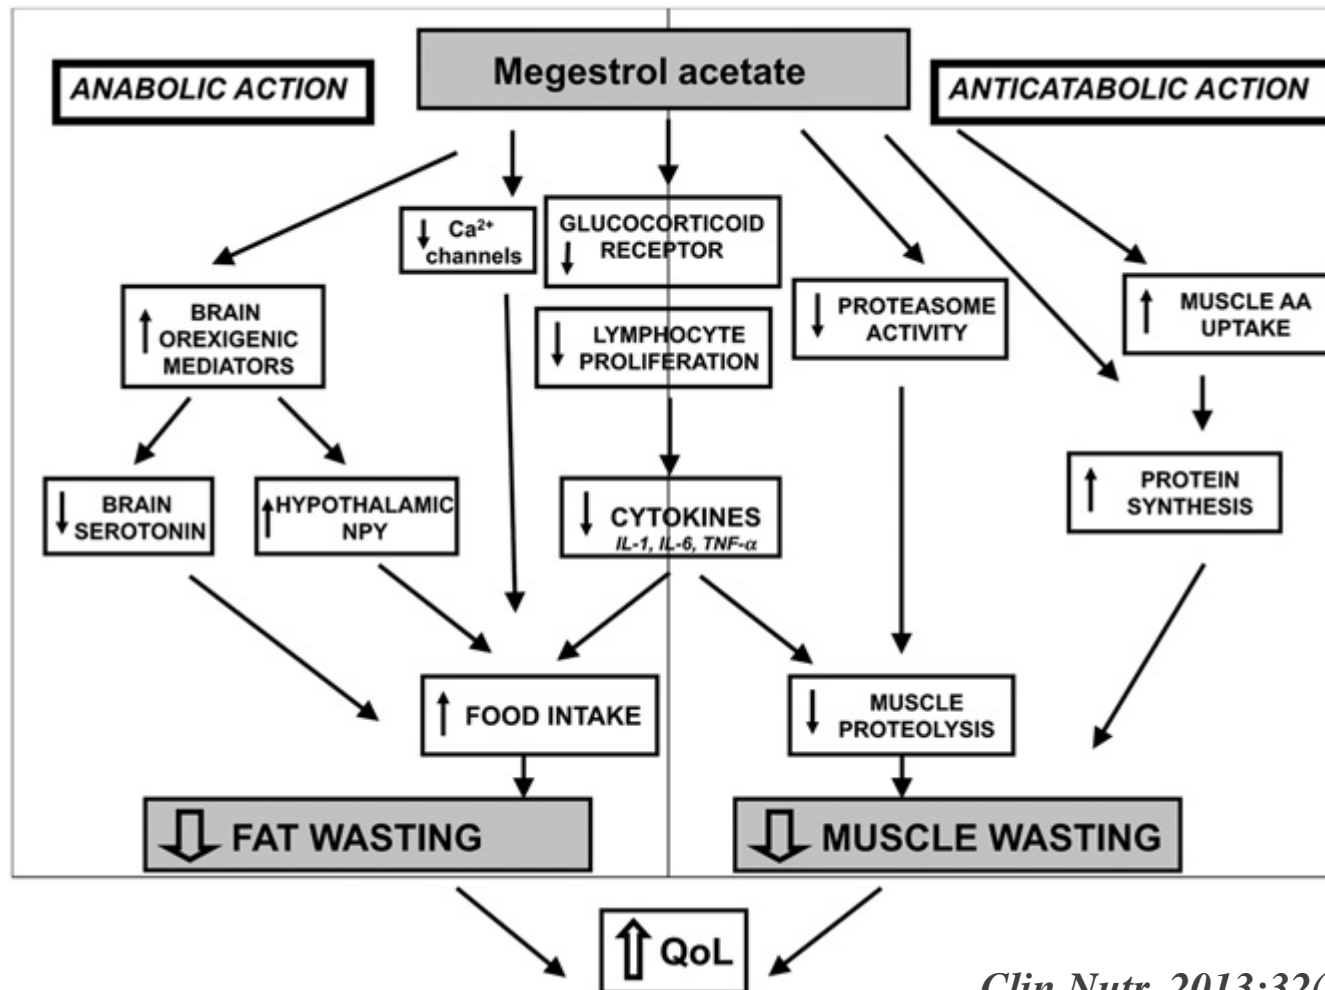 Megestrol acetate
ANABOLIC ACTION
ANTICATABOLIC ACTION
↓ Ca²⁺
channels
GLUCOCORTICOID
↓ RECEPTOR
↑ BRAIN
OREXIGENIC
MEDIATORS
↓ LYMPHOCYTE
PROLIFERATION
↓ PROTEASOME
ACTIVITY
↑ MUSCLE AA
UPTAKE
↓ BRAIN
SEROTONIN
↑ HYPOTHALAMIC
NPY
↓ CYTOKINES
IL-1, IL-6, TNF-α
↑ PROTEIN
SYNTHESIS
↑ FOOD INTAKE
↓ MUSCLE
PROTEOLYSIS
⇩ FAT WASTING
⇩ MUSCLE WASTING
⇧ QoL
Clin Nutr. 2013;32(